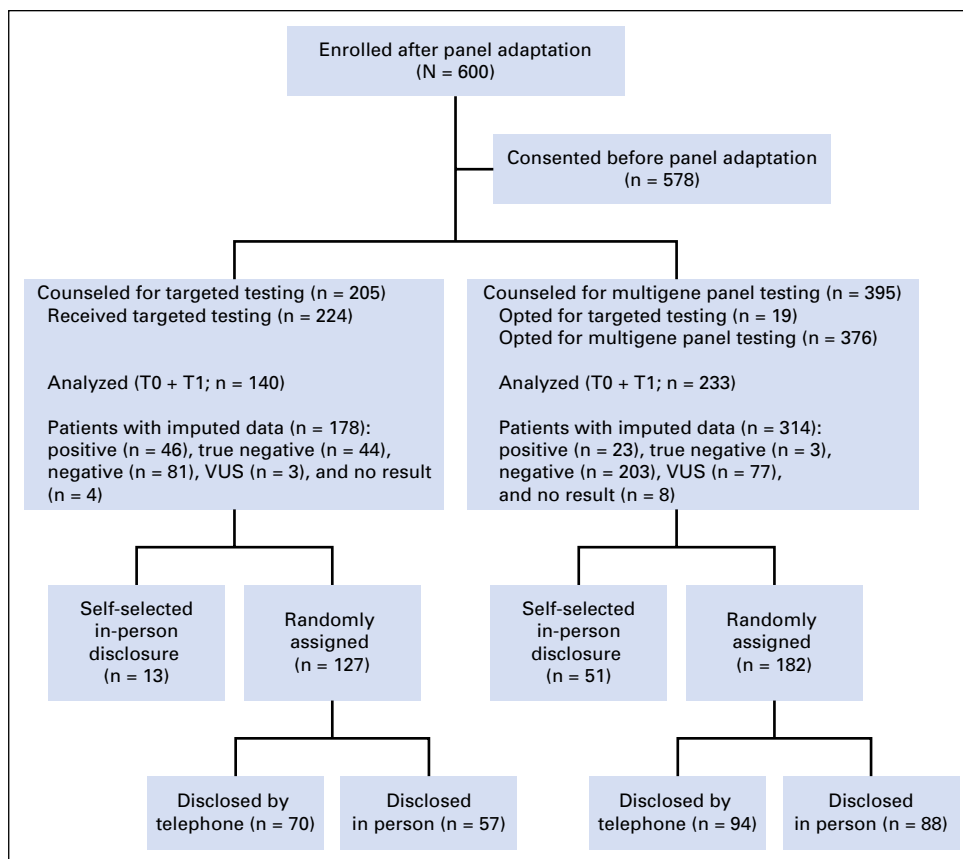 Enrolled after panel adaptation
(N = 600)
Consented before panel adaptation
(n = 578)
Counseled for targeted testing (n = 205)
Received targeted testing (n = 224)
Analyzed (T0 + T1; n = 140)
Patients with imputed data (n = 178):
positive (n = 46), true negative (n = 44),
negative (n = 81), VUS (n = 3), and no result
(n = 4)
Counseled for multigene panel testing (n = 395)
Opted for targeted testing (n = 19)
Opted for multigene panel testing (n = 376)
Analyzed (T0 + T1; n = 233)
Patients with imputed data (n = 314):
positive (n = 23), true negative (n = 3),
negative (n = 203), VUS (n = 77),
and no result (n = 8)
Self-selected
in-person
disclosure
(n = 13)
Randomly
assigned
(n = 127)
Self-selected
in-person
disclosure
(n = 51)
Randomly
assigned
(n = 182)
Disclosed by
telephone (n = 70)
Disclosed
in person (n = 57)
Disclosed by
telephone (n = 94)
Disclosed
in person (n = 88)